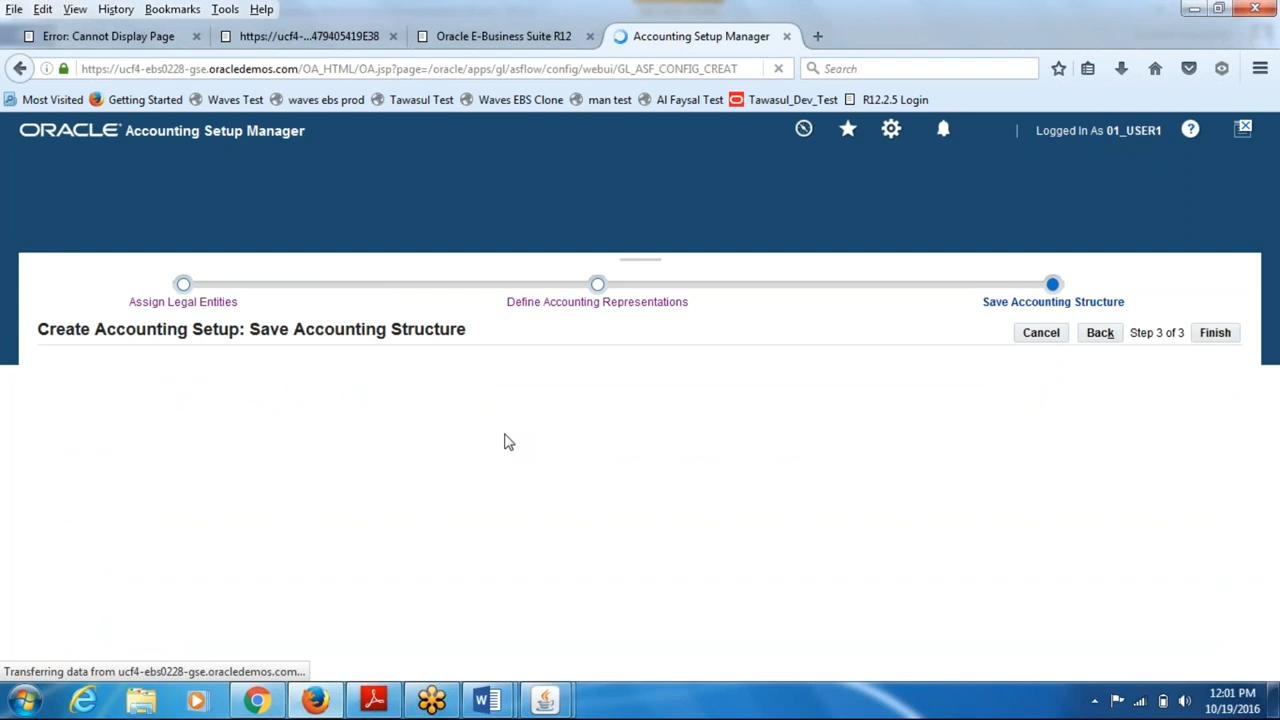 File Edit View History Bookmarks Tools Help
Error: Cannot Display Page
https://ucf4-...479405419E38
Oracle E-Business Suite R12
Accounting Setup Manager
https://ucf4-ebs0228-gse.oracledemos.com/OA_HTML/OA.jsp?page=/oracle/apps/gl/asflow/config/webui/GL_ASF_CONFIG_CREAT
Search
Most Visited Getting Started Waves Test waves ebs prod Tawasul Test Waves EBS Clone man test Al Faysal Test Tawasul_Dev_Test R12.2.5 Login
ORACLE Accounting Setup Manager
Logged In As 01_USER1
Assign Legal Entities
Define Accounting Representations
Save Accounting Structure
Create Accounting Setup: Save Accounting Structure
Cancel Back Step 3 of 3 Finish
Transferring data from ucf4-ebs0228-gse.oracledemos.com...
12:01 PM
10/19/2016